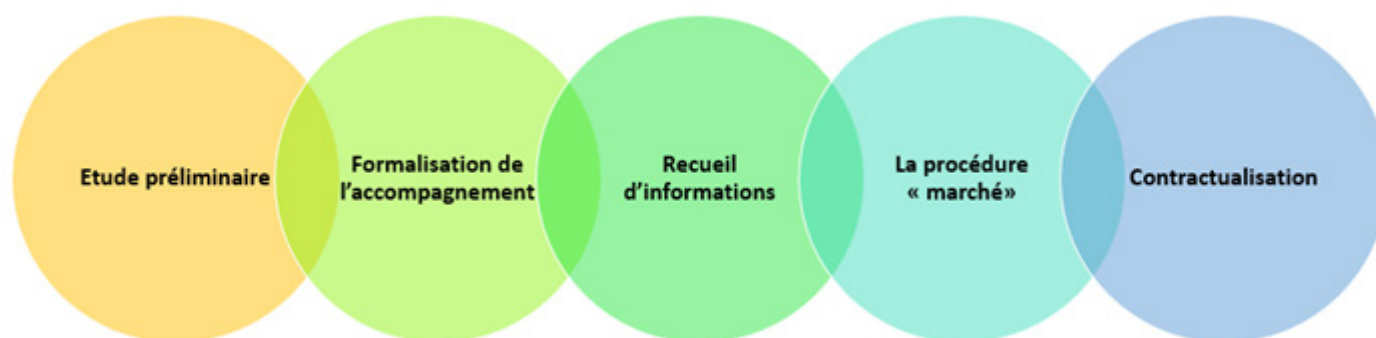 Etude préliminaire
Formalisation de
l'accompagnement
Recueil
d'informations
La procédure
« marché»
Contractualisation